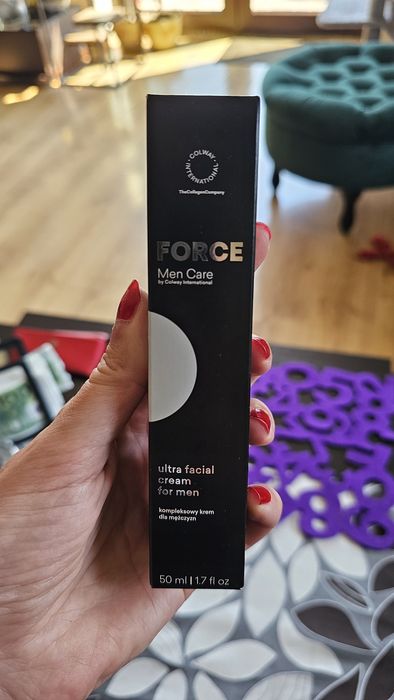 COLWAY · INTERNATIONAL ·
TheCollagenCompany
FORCE
Men Care
by Colway International
ultra facial
cream
for men
kompleksowy krem
dla mężczyzn
50 ml | 1.7 fl oz